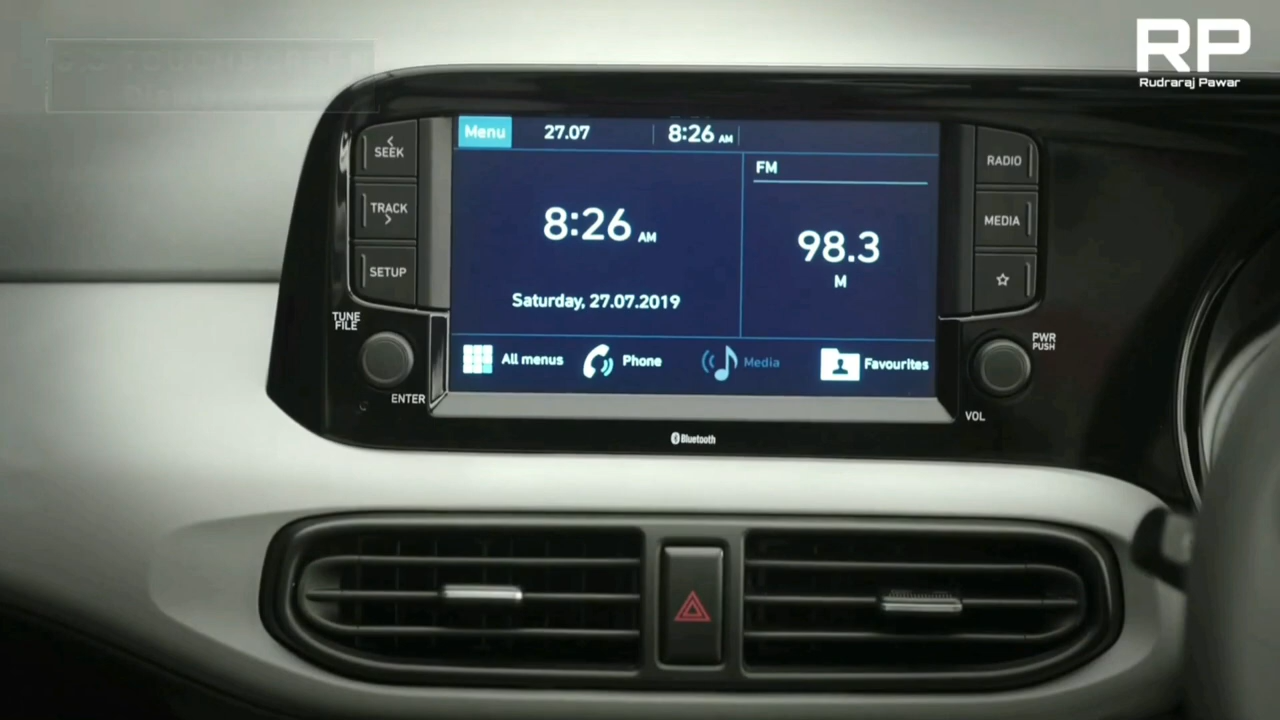 RP
Rudraraj Pawar
SEEK
TRACK
SETUP
TUNE
FILE
ENTER
Menu 27.07 8:26 AM
8:26 AM
Saturday, 27.07.2019
FM
98.3
M
All menus Phone Media Favourites
Bluetooth
RADIO
MEDIA
PWR
PUSH
VOL